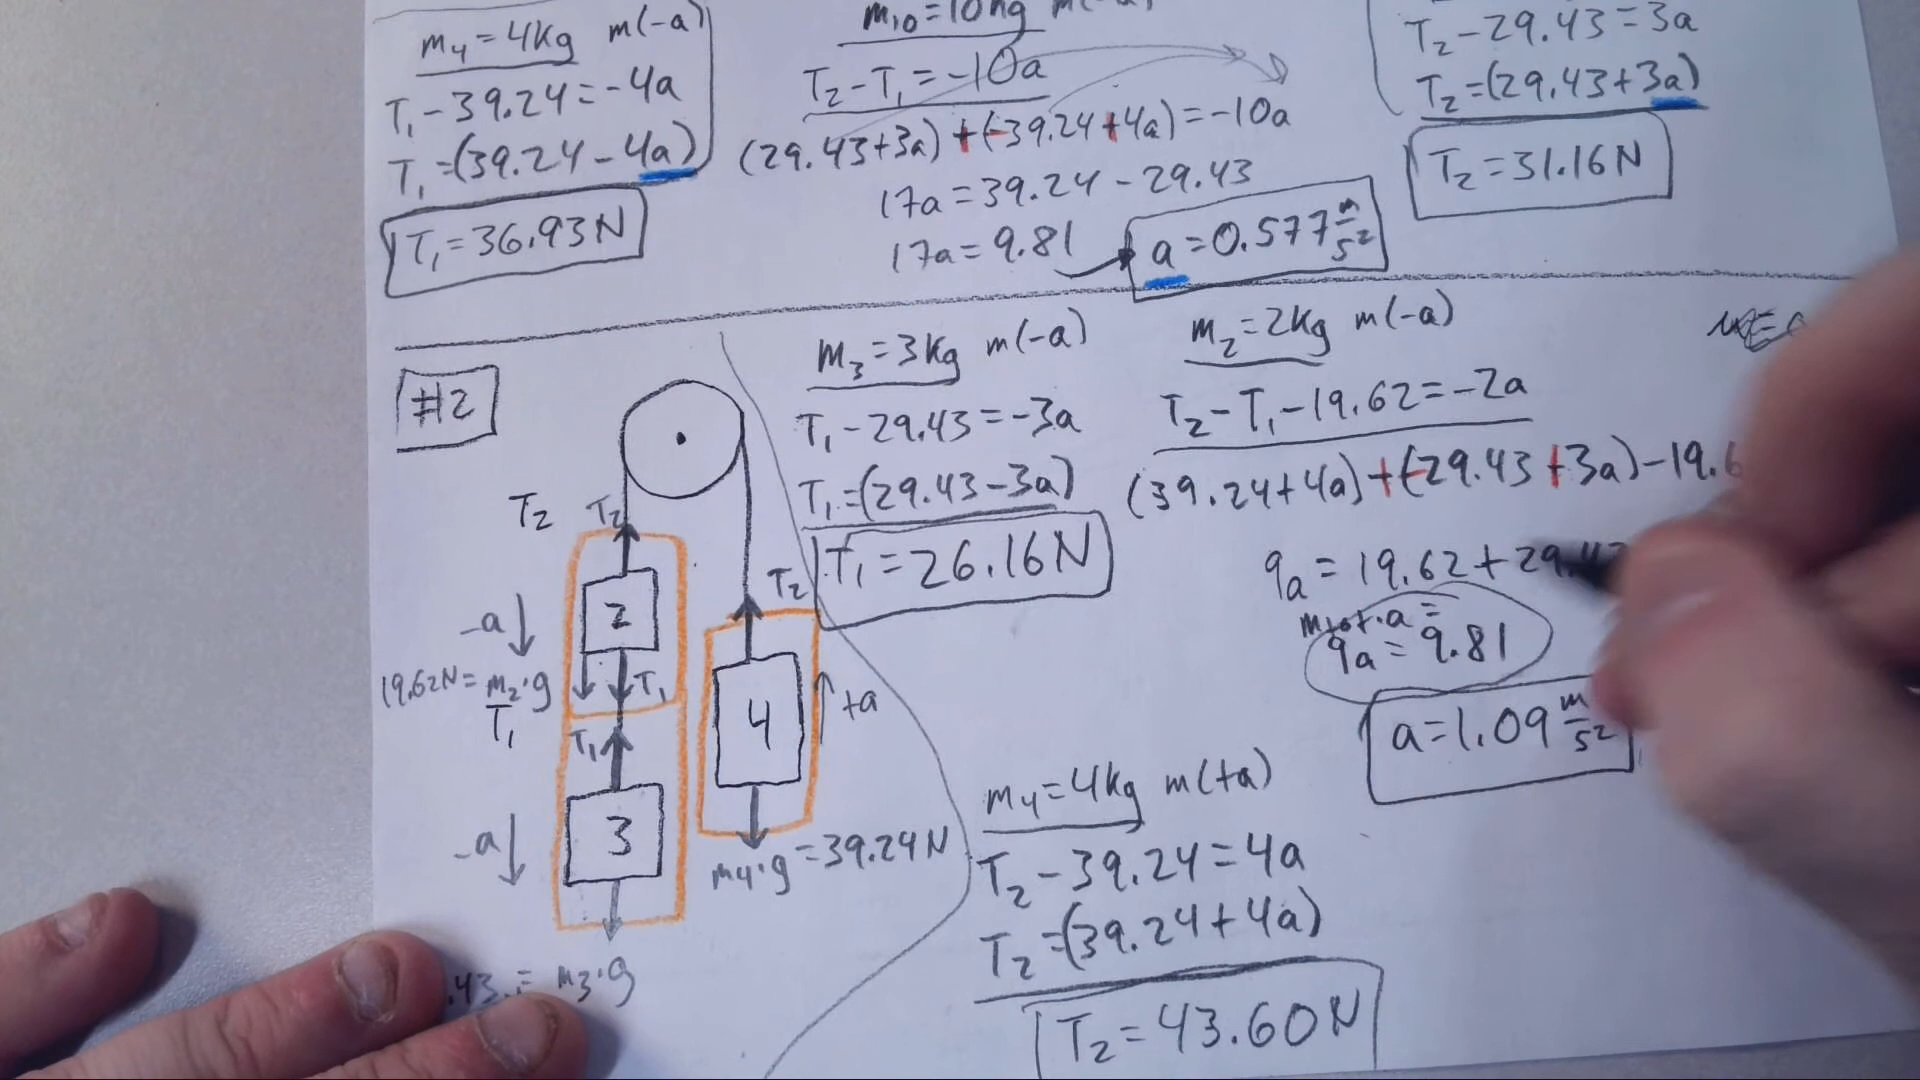 m₄=4Kg m(-a)
T₁-39.24=-4a
T₁=(39.24-4a)
T₁=36.93N
m₁₀=10kg
T₂-T₁=-10a
(29.43+3a)+(-39.24+4a)=-10a
17a=39.24-29.43
17a=9.81
a=0.577 m/s²
T₂-29.43=3a
T₂=(29.43+3a)
T₂=31.16N
#2
T₂
T₂
-a
2
19.62N=m₂·g
T₁
T₁
T₁
-a
3
.43.=m₃·g
T₂
4
+a
m₄·g=39.24N
m₃=3Kg m(-a)
T₁-29.43=-3a
T₁=(29.43-3a)
T₁=26.16N
m₂=2Kg m(-a)
T₂-T₁-19.62=-2a
(39.24+4a)+(-29.43+3a)-19.6
9a=19.62+29.43
mtot·a=
9a=9.81
a=1.09 m/s²
m₄=4Kg m(+a)
T₂-39.24=4a
T₂=(39.24+4a)
T₂=43.60N